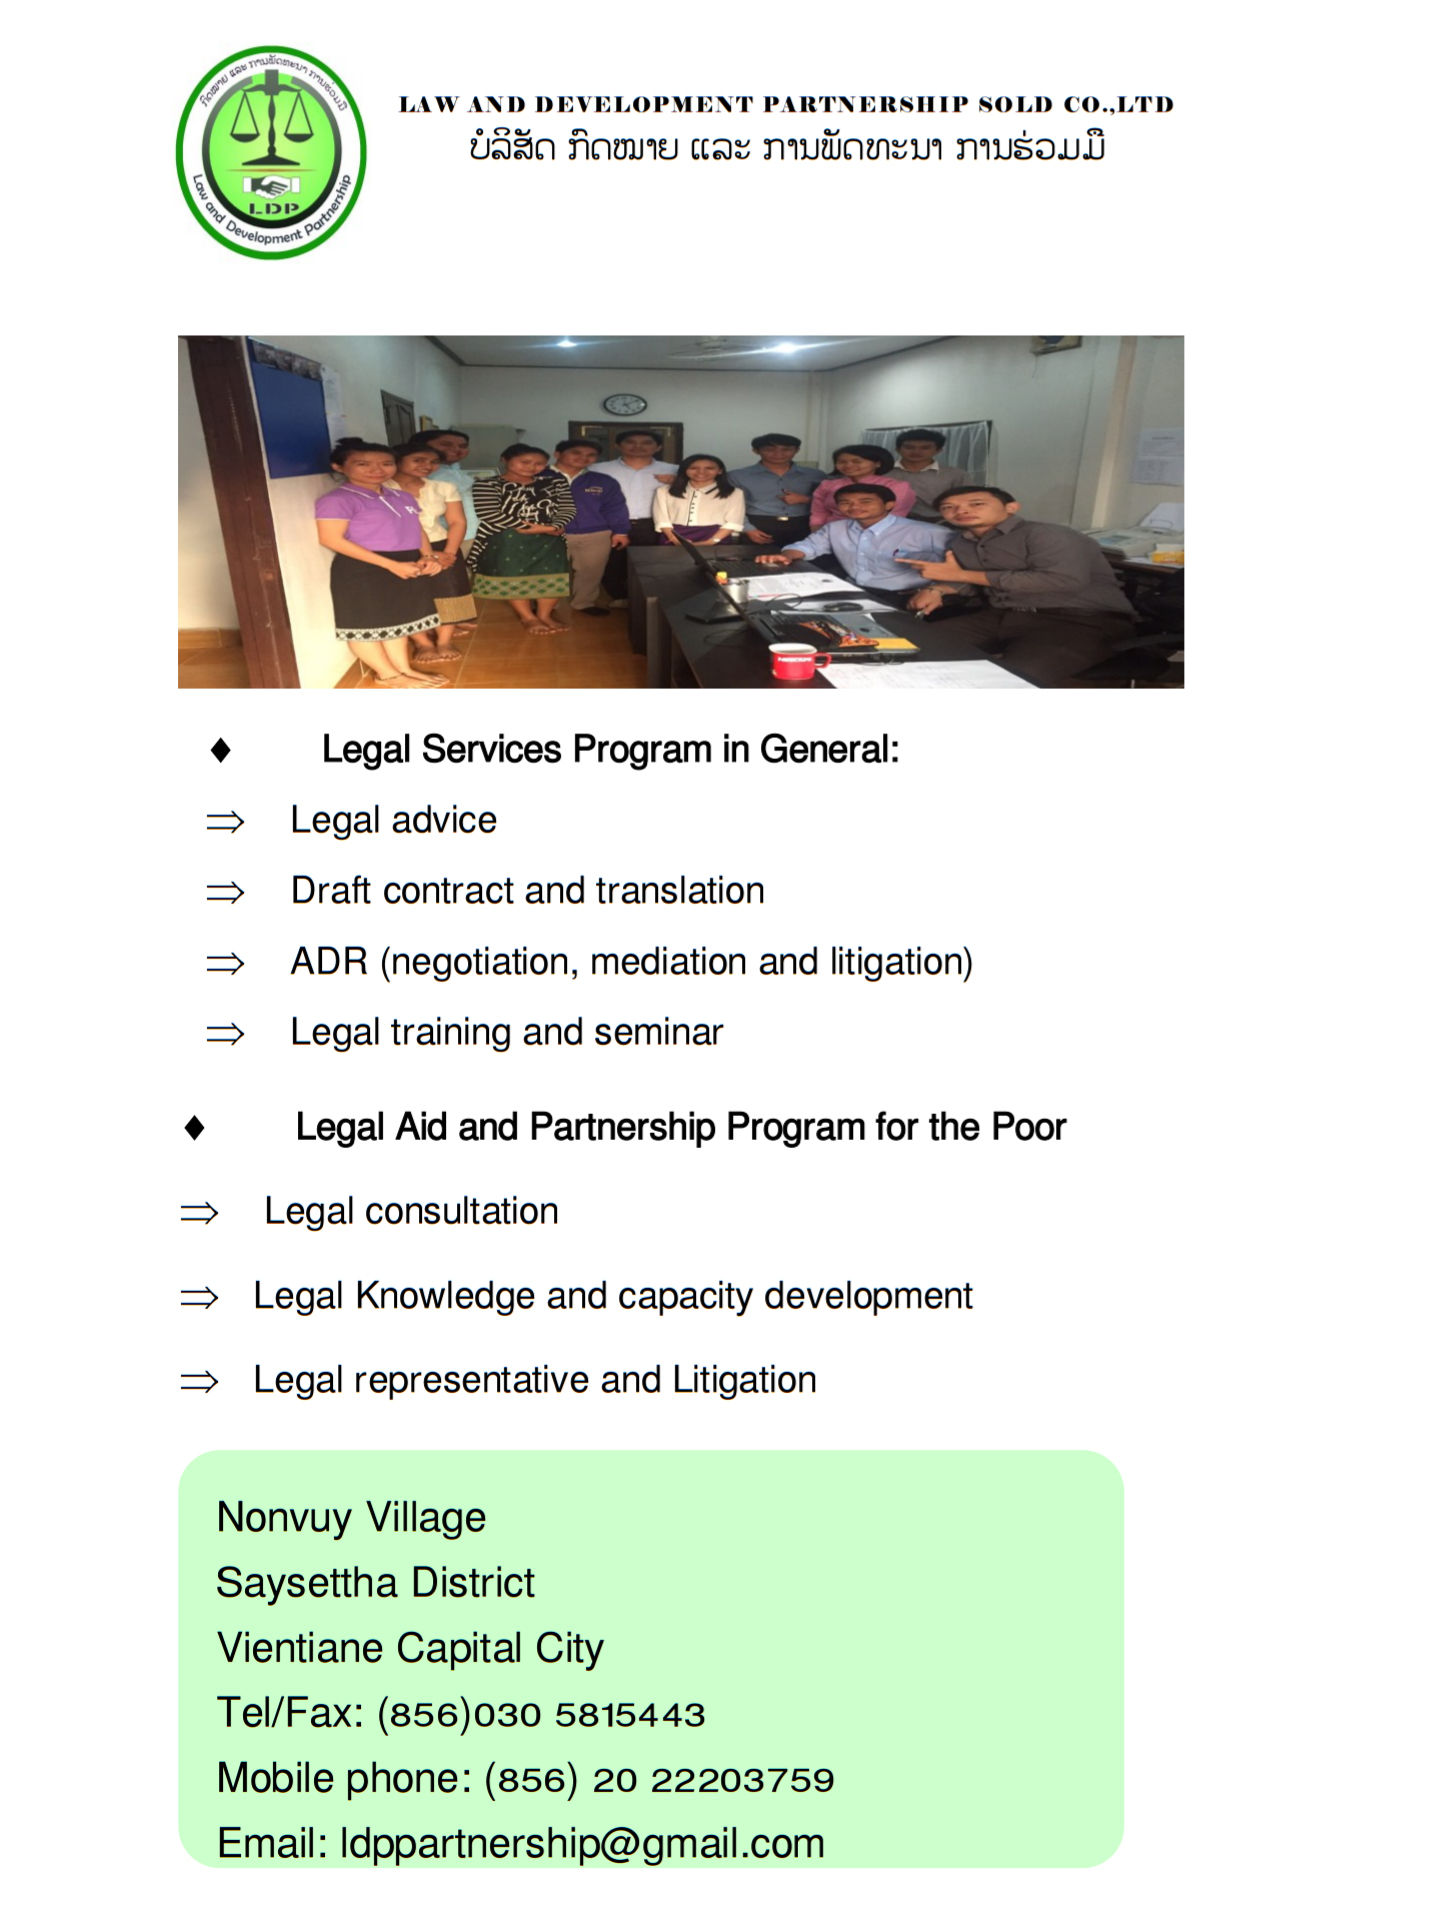 ກົດໝາຍ ແລະ ການພັດທະນາ ການຮ່ວມມື
LDP
Law and Development Partnership
LAW AND DEVELOPMENT PARTNERSHIP SOLD CO.,LTD
ບໍລິສັດ ກົດໝາຍ ແລະ ການພັດທະນາ ການຮ່ວມມື
♦ Legal Services Program in General:
⇒ Legal advice
⇒ Draft contract and translation
⇒ ADR (negotiation, mediation and litigation)
⇒ Legal training and seminar
♦ Legal Aid and Partnership Program for the Poor
⇒ Legal consultation
⇒ Legal Knowledge and capacity development
⇒ Legal representative and Litigation
Nonvuy Village
Saysettha District
Vientiane Capital City
Tel/Fax: (856)030 5815443
Mobile phone: (856) 20 22203759
Email: ldppartnership@gmail.com